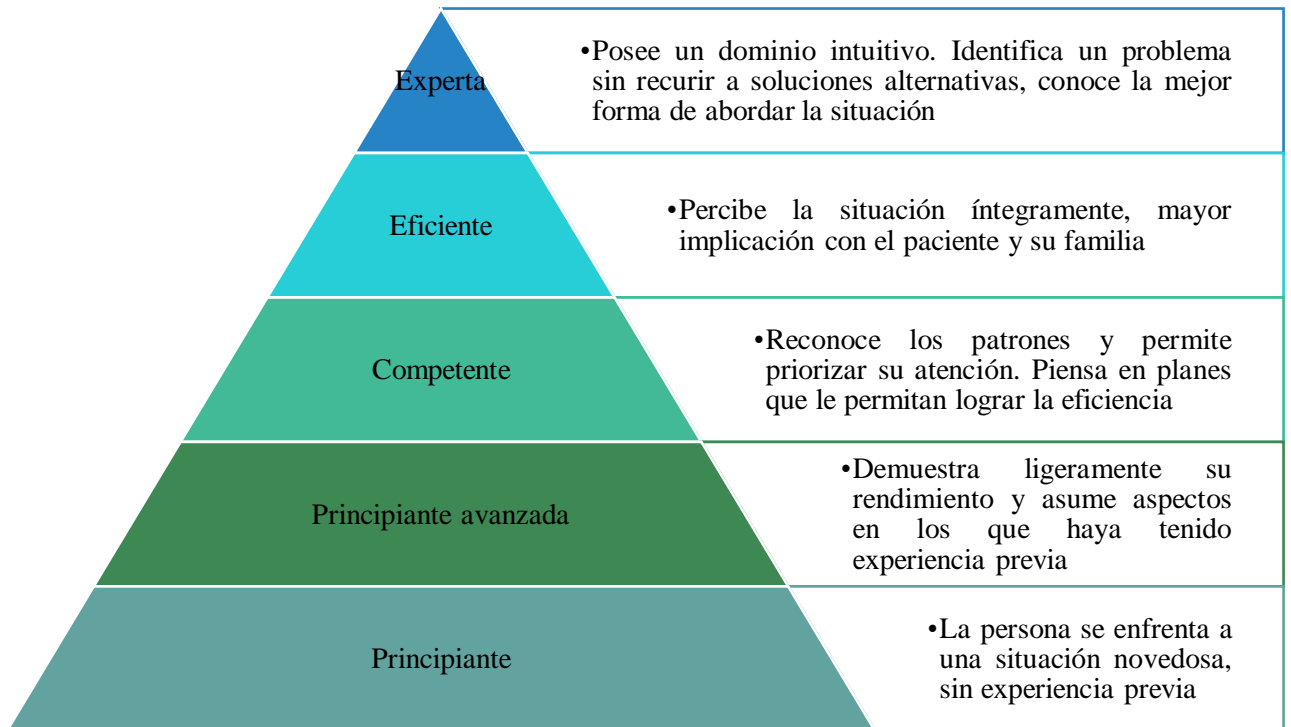 Experta
•Posee un dominio intuitivo. Identifica un problema
sin recurir a soluciones alternativas, conoce la mejor
forma de abordar la situación
Eficiente
•Percibe la situación íntegramente, mayor
implicación con el paciente y su familia
Competente
•Reconoce los patrones y permite
priorizar su atención. Piensa en planes
que le permitan lograr la eficiencia
Principiante avanzada
•Demuestra ligeramente su
rendimiento y asume aspectos
en los que haya tenido
experiencia previa
Principiante
•La persona se enfrenta a
una situación novedosa,
sin experiencia previa